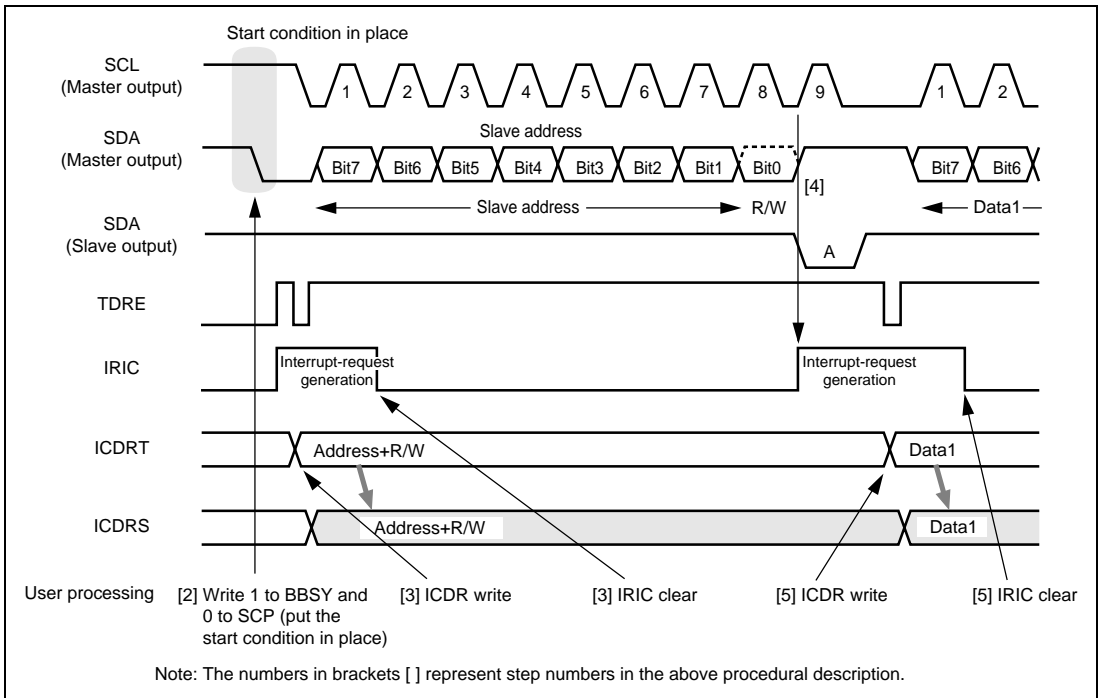 Start condition in place
SCL
(Master output)
1 2 3 4 5 6 7 8 9 1 2
SDA
(Master output)
Slave address
Bit7 Bit6 Bit5 Bit4 Bit3 Bit2 Bit1 Bit0 Bit7 Bit6
[4]
Slave address R/W Data1
SDA
(Slave output)
A
TDRE
IRIC
Interrupt-request
generation
Interrupt-request
generation
ICDRT
Address+R/W Data1
ICDRS
Address+R/W Data1
User processing
[2] Write 1 to BBSY and
0 to SCP (put the
start condition in place)
[3] ICDR write
[3] IRIC clear
[5] ICDR write
[5] IRIC clear
Note: The numbers in brackets [ ] represent step numbers in the above procedural description.